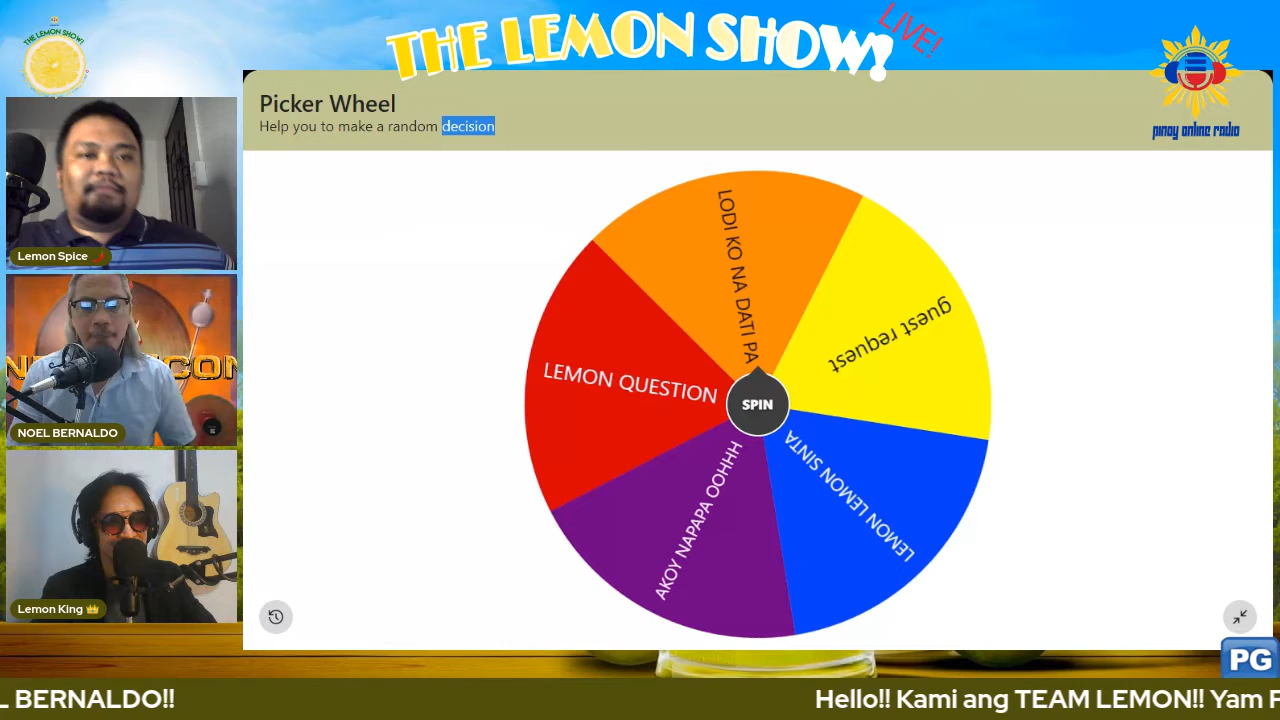 THE LEMON SHOW!
THE LEMON SHOW!
LIVE!
pinoy online radio
Picker Wheel
Help you to make a random decision
Lemon Spice
NOEL BERNALDO
Lemon King
LODI KO NA DATI PA
guest request
LEMON QUESTION
SPIN
LEMON LEMON SINTA
AKOY NAPAPA OOHHH
PG
L BERNALDO!!
Hello!! Kami ang TEAM LEMON!! Yam